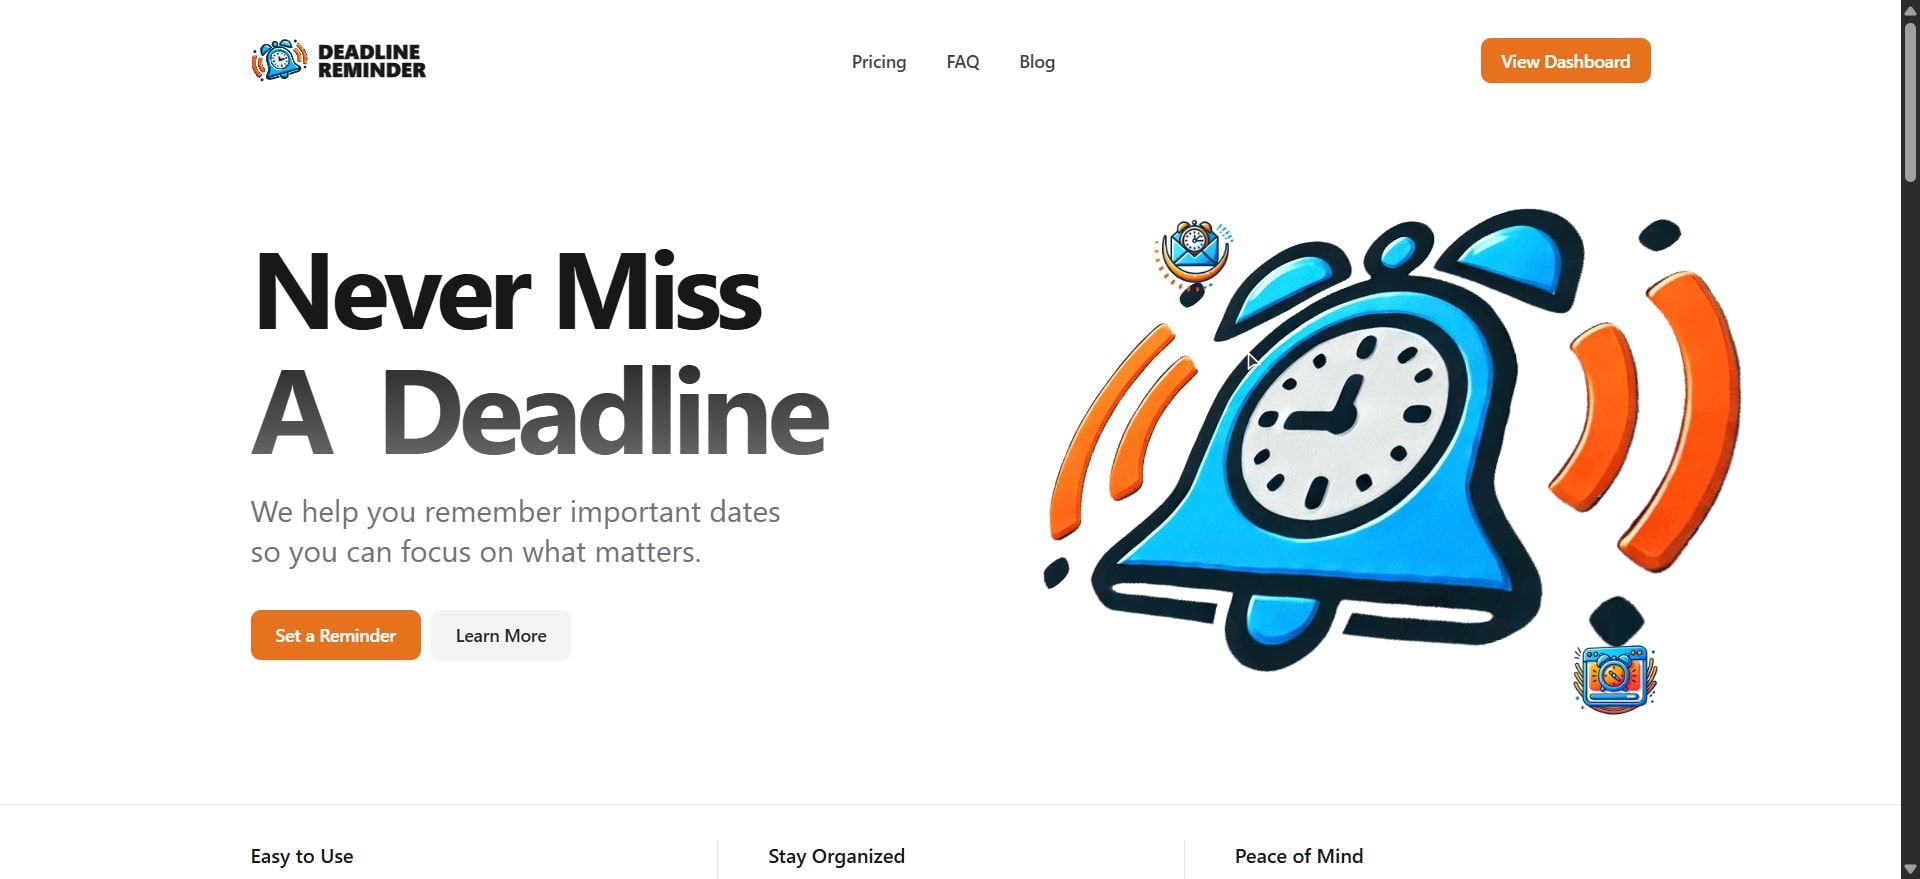 DEADLINE
REMINDER
Pricing
FAQ
Blog
View Dashboard
Never Miss
A Deadline
We help you remember important dates
so you can focus on what matters.
Set a Reminder
Learn More
Easy to Use
Stay Organized
Peace of Mind